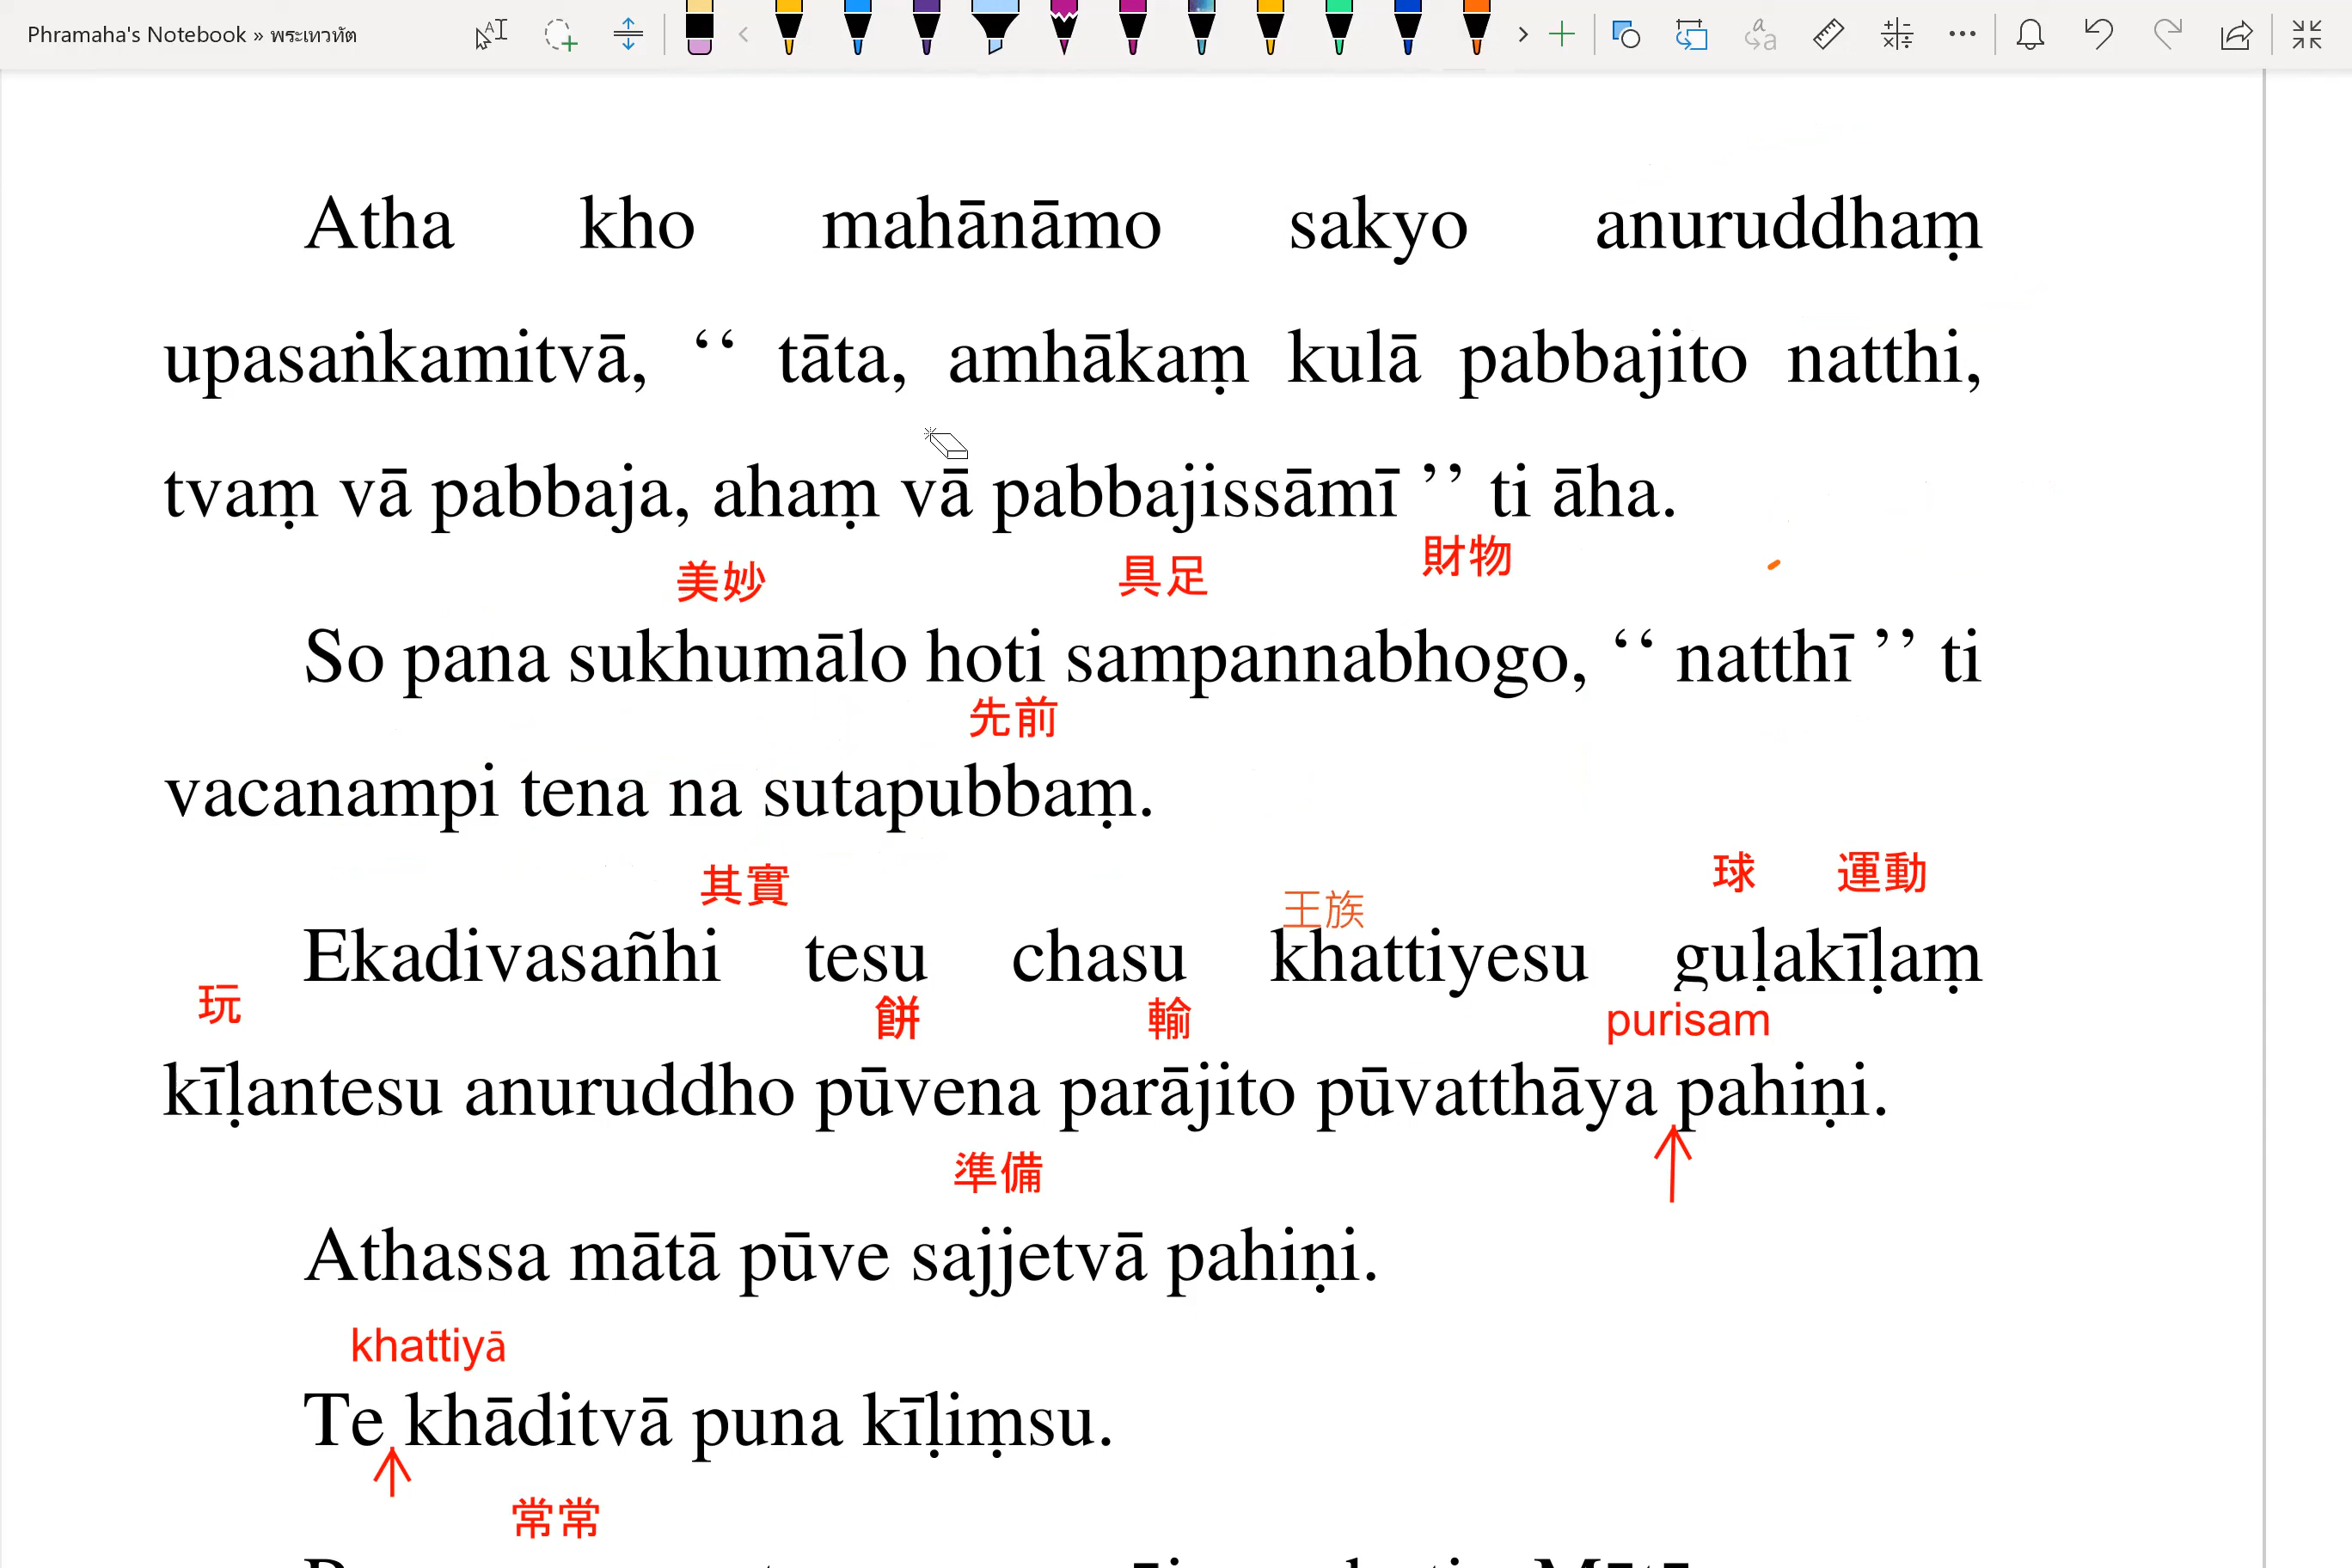 Phramaha's Notebook » พระเทวทัต
Atha kho mahānāmo sakyo anuruddhaṃ
upasaṅkamitvā, ‘‘ tāta, amhākaṃ kulā pabbajito natthi,
tvaṃ vā pabbaja, ahaṃ vā pabbajissāmī ’’ ti āha.
美妙 具足 財物
So pana sukhumālo hoti sampannabhogo, ‘‘ natthī ’’ ti
先前
vacanampi tena na sutapubbaṃ.
其實 王族 球 運動
Ekadivasañhi tesu chasu khattiyesu guḷakīḷaṃ
玩 餅 輸 purisam
kīḷantesu anuruddho pūvena parājito pūvatthāya pahiṇi.
準備
Athassa mātā pūve sajjetvā pahiṇi.
khattiyā
Te khāditvā puna kīḷiṃsu.
常常